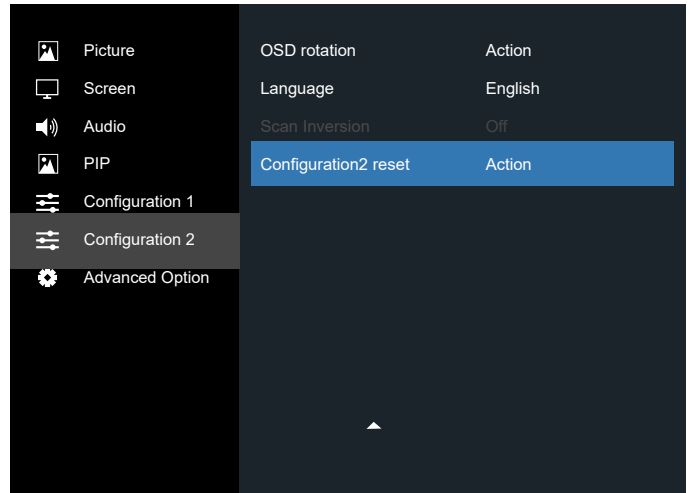 Picture
Screen
Audio
PIP
Configuration 1
Configuration 2
Advanced Option
OSD rotation Action
Language English
Scan Inversion Off
Configuration2 reset Action